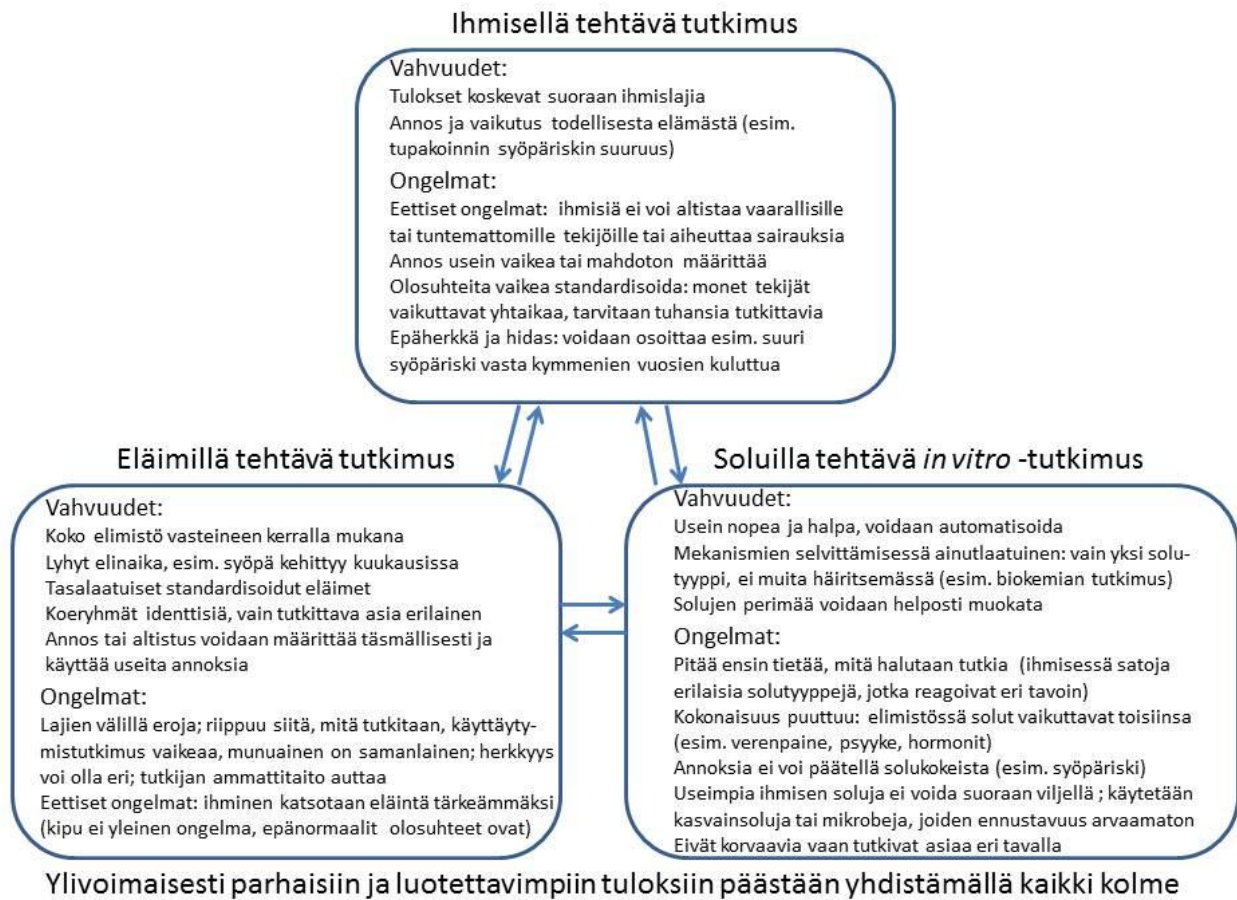 Ihmisellä tehtävä tutkimus
Vahvuudet:
Tulokset koskevat suoraan ihmislajia
Annos ja vaikutus todellisesta elämästä (esim.
tupakoinnin syöpäriskin suuruus)
Ongelmat:
Eettiset ongelmat: ihmisiä ei voi altistaa vaarallisille
tai tuntemattomille tekijöille tai aiheuttaa sairauksia
Annos usein vaikea tai mahdoton määrittää
Olosuhteita vaikea standardisoida: monet tekijät
vaikuttavat yhtaikaa, tarvitaan tuhansia tutkittavia
Epäherkkä ja hidas: voidaan osoittaa esim. suuri
syöpäriski vasta kymmenien vuosien kuluttua
Eläimillä tehtävä tutkimus
Vahvuudet:
Koko elimistö vasteineen kerralla mukana
Lyhyt elinaika, esim. syöpä kehittyy kuukausissa
Tasalaatuiset standardisoidut eläimet
Koeryhmät identtisiä, vain tutkittava asia erilainen
Annos tai altistus voidaan määrittää täsmällisesti ja
käyttää useita annoksia
Ongelmat:
Lajien välillä eroja; riippuu siitä, mitä tutkitaan, käyttäyty-
mistutkimus vaikeaa, munuainen on samanlainen; herkkyys
voi olla eri; tutkijan ammattitaito auttaa
Eettiset ongelmat: ihminen katsotaan eläintä tärkeämmäksi
(kipu ei yleinen ongelma, epänormaalit olosuhteet ovat)
Soluilla tehtävä in vitro -tutkimus
Vahvuudet:
Usein nopea ja halpa, voidaan automatisoida
Mekanismien selvittämisessä ainutlaatuinen: vain yksi solu-
tyyppi, ei muita häiritsemässä (esim. biokemian tutkimus)
Solujen perimää voidaan helposti muokata
Ongelmat:
Pitää ensin tietää, mitä halutaan tutkia (ihmisessä satoja
erilaisia solutyyppejä, jotka reagoivat eri tavoin)
Kokonaisuus puuttuu: elimistössä solut vaikuttavat toisiinsa
(esim. verenpaine, psyyke, hormonit)
Annoksia ei voi päätellä solukokeista (esim. syöpäriski)
Useimpia ihmisen soluja ei voida suoraan viljellä ; käytetään
kasvainsoluja tai mikrobeja, joiden ennustavuus arvaamaton
Eivät korvaavia vaan tutkivat asiaa eri tavalla
Ylivoimaisesti parhaisiin ja luotettavimpiin tuloksiin päästään yhdistämällä kaikki kolme